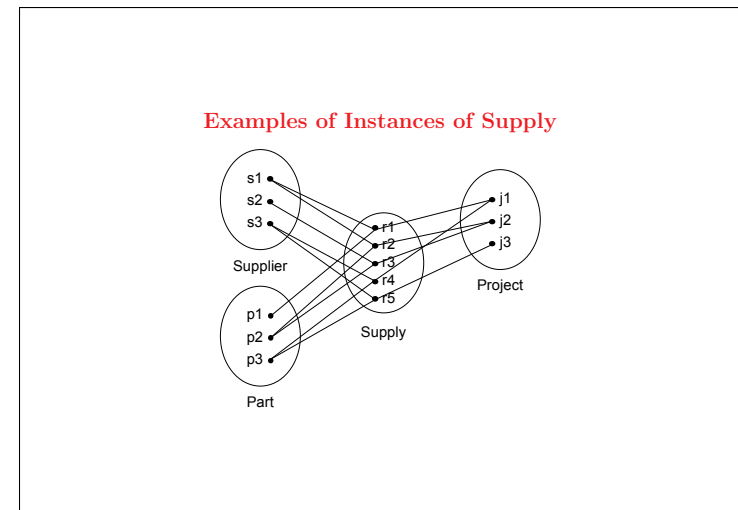 Examples of Instances of Supply
s1
s2
s3
Supplier
p1
p2
p3
Part
r1
r2
r3
r4
r5
Supply
j1
j2
j3
Project